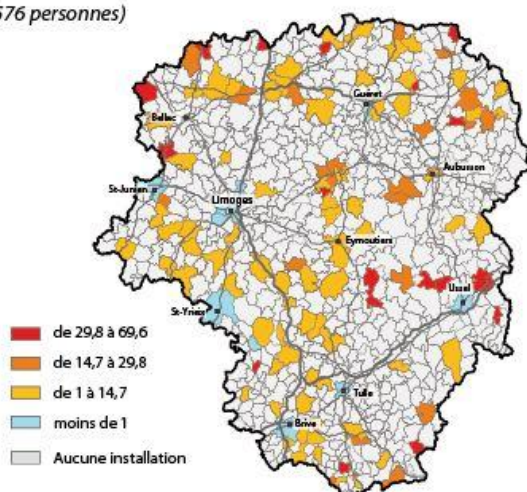 576 personnes)
Guéret
Bellac
Aubusson
St-Junien
Limoges
Eymoutiers
Ussel
St-Yrieix
de 29,8 à 69,6
de 14,7 à 29,8
de 1 à 14,7
Tulle
moins de 1
Brive
Aucune installation